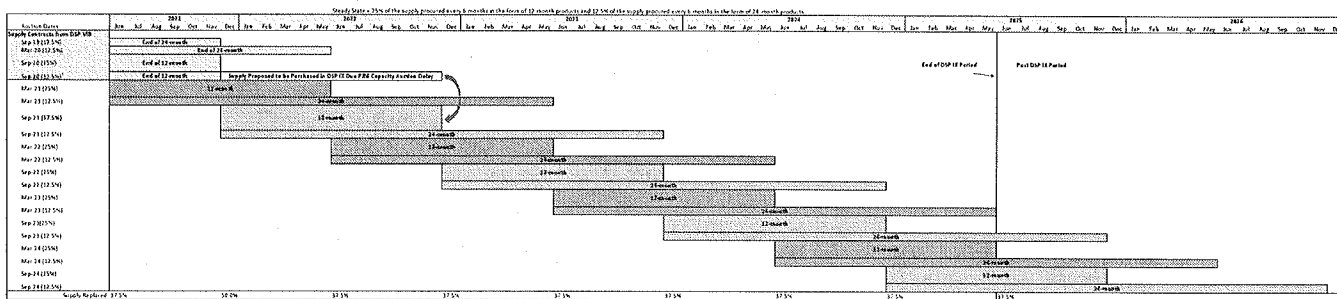 Steady State = 25% of the supply procured every 6 months in the form of 12 month products and 12.5% of the supply procured every 6 months in the form of 24 month products
2021 2022 2023 2024 2025 2026
Auction Dates Jun Jul Aug Sep Oct Nov Dec Jan Feb Mar Apr May Jun Jul Aug Sep Oct Nov Dec Jan Feb Mar Apr May Jun Jul Aug Sep Oct Nov Dec Jan Feb Mar Apr May Jun Jul Aug Sep Oct Nov Dec Jan Feb Mar Apr May Jun Jul Aug Sep Oct Nov Dec Jan Feb Mar Apr May Jun Jul Aug Sep Oct Nov Dec
Supply Contracts from DSP VIII
Sep 19 (12.5%) End of 24-month
Mar 20 (12.5%) End of 24-month
End of DSP IX Period Post DSP IX Period
Sep 20 End of 12-month
Sep 20 (12.5%) End of 12-month Supply Proposed to be Purchased in DSP IX Due PJM Capacity Auction Delay
Mar 21 (25%) 12-month
Mar 21 (12.5%) 24-month
Sep 21 (37.5%) 12-month
Sep 21 (12.5%) 24-month
Mar 22 (25%) 12-month
Mar 22 (12.5%) 24-month
Sep 22 (25%) 12-month
Sep 22 (12.5%) 24-month
Mar 23 (25%) 12-month
Mar 23 (12.5%) 24-month
Sep 23 (25%) 12-month
Sep 23 (12.5%) 24-month
Mar 24 (25%) 12-month
Mar 24 (12.5%) 24-month
Sep 24 (25%) 12-month
Sep 24 (12.5%) 24-month
Supply Replaced 37.5% 50.0% 37.5% 37.5% 37.5% 37.5% 37.5% 37.5% 37.5%